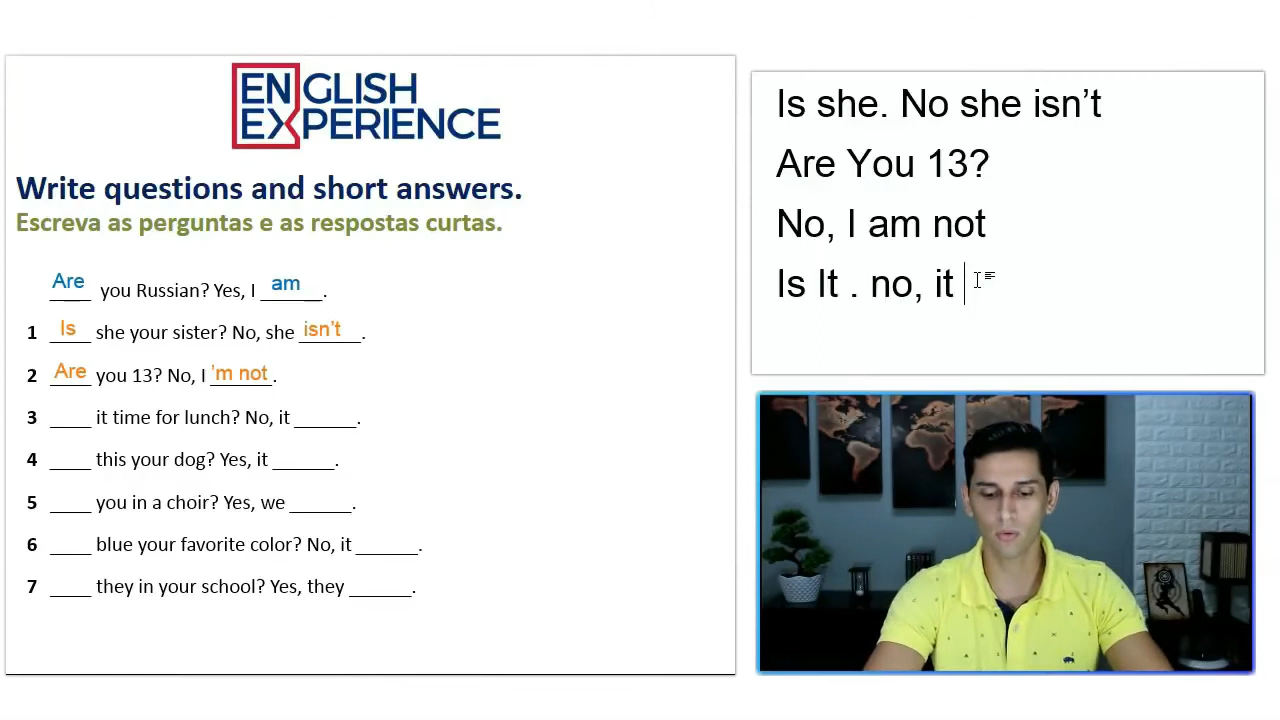 ENGLISH
EXPERIENCE
Write questions and short answers.
Escreva as perguntas e as respostas curtas.
Are you Russian? Yes, I am.
1 Is she your sister? No, she isn't.
2 Are you 13? No, I 'm not.
3 ____ it time for lunch? No, it ______.
4 ____ this your dog? Yes, it ______.
5 ____ you in a choir? Yes, we ______.
6 ____ blue your favorite color? No, it ______.
7 ____ they in your school? Yes, they ______.
Is she. No she isn’t
Are You 13?
No, I am not
Is It . no, it